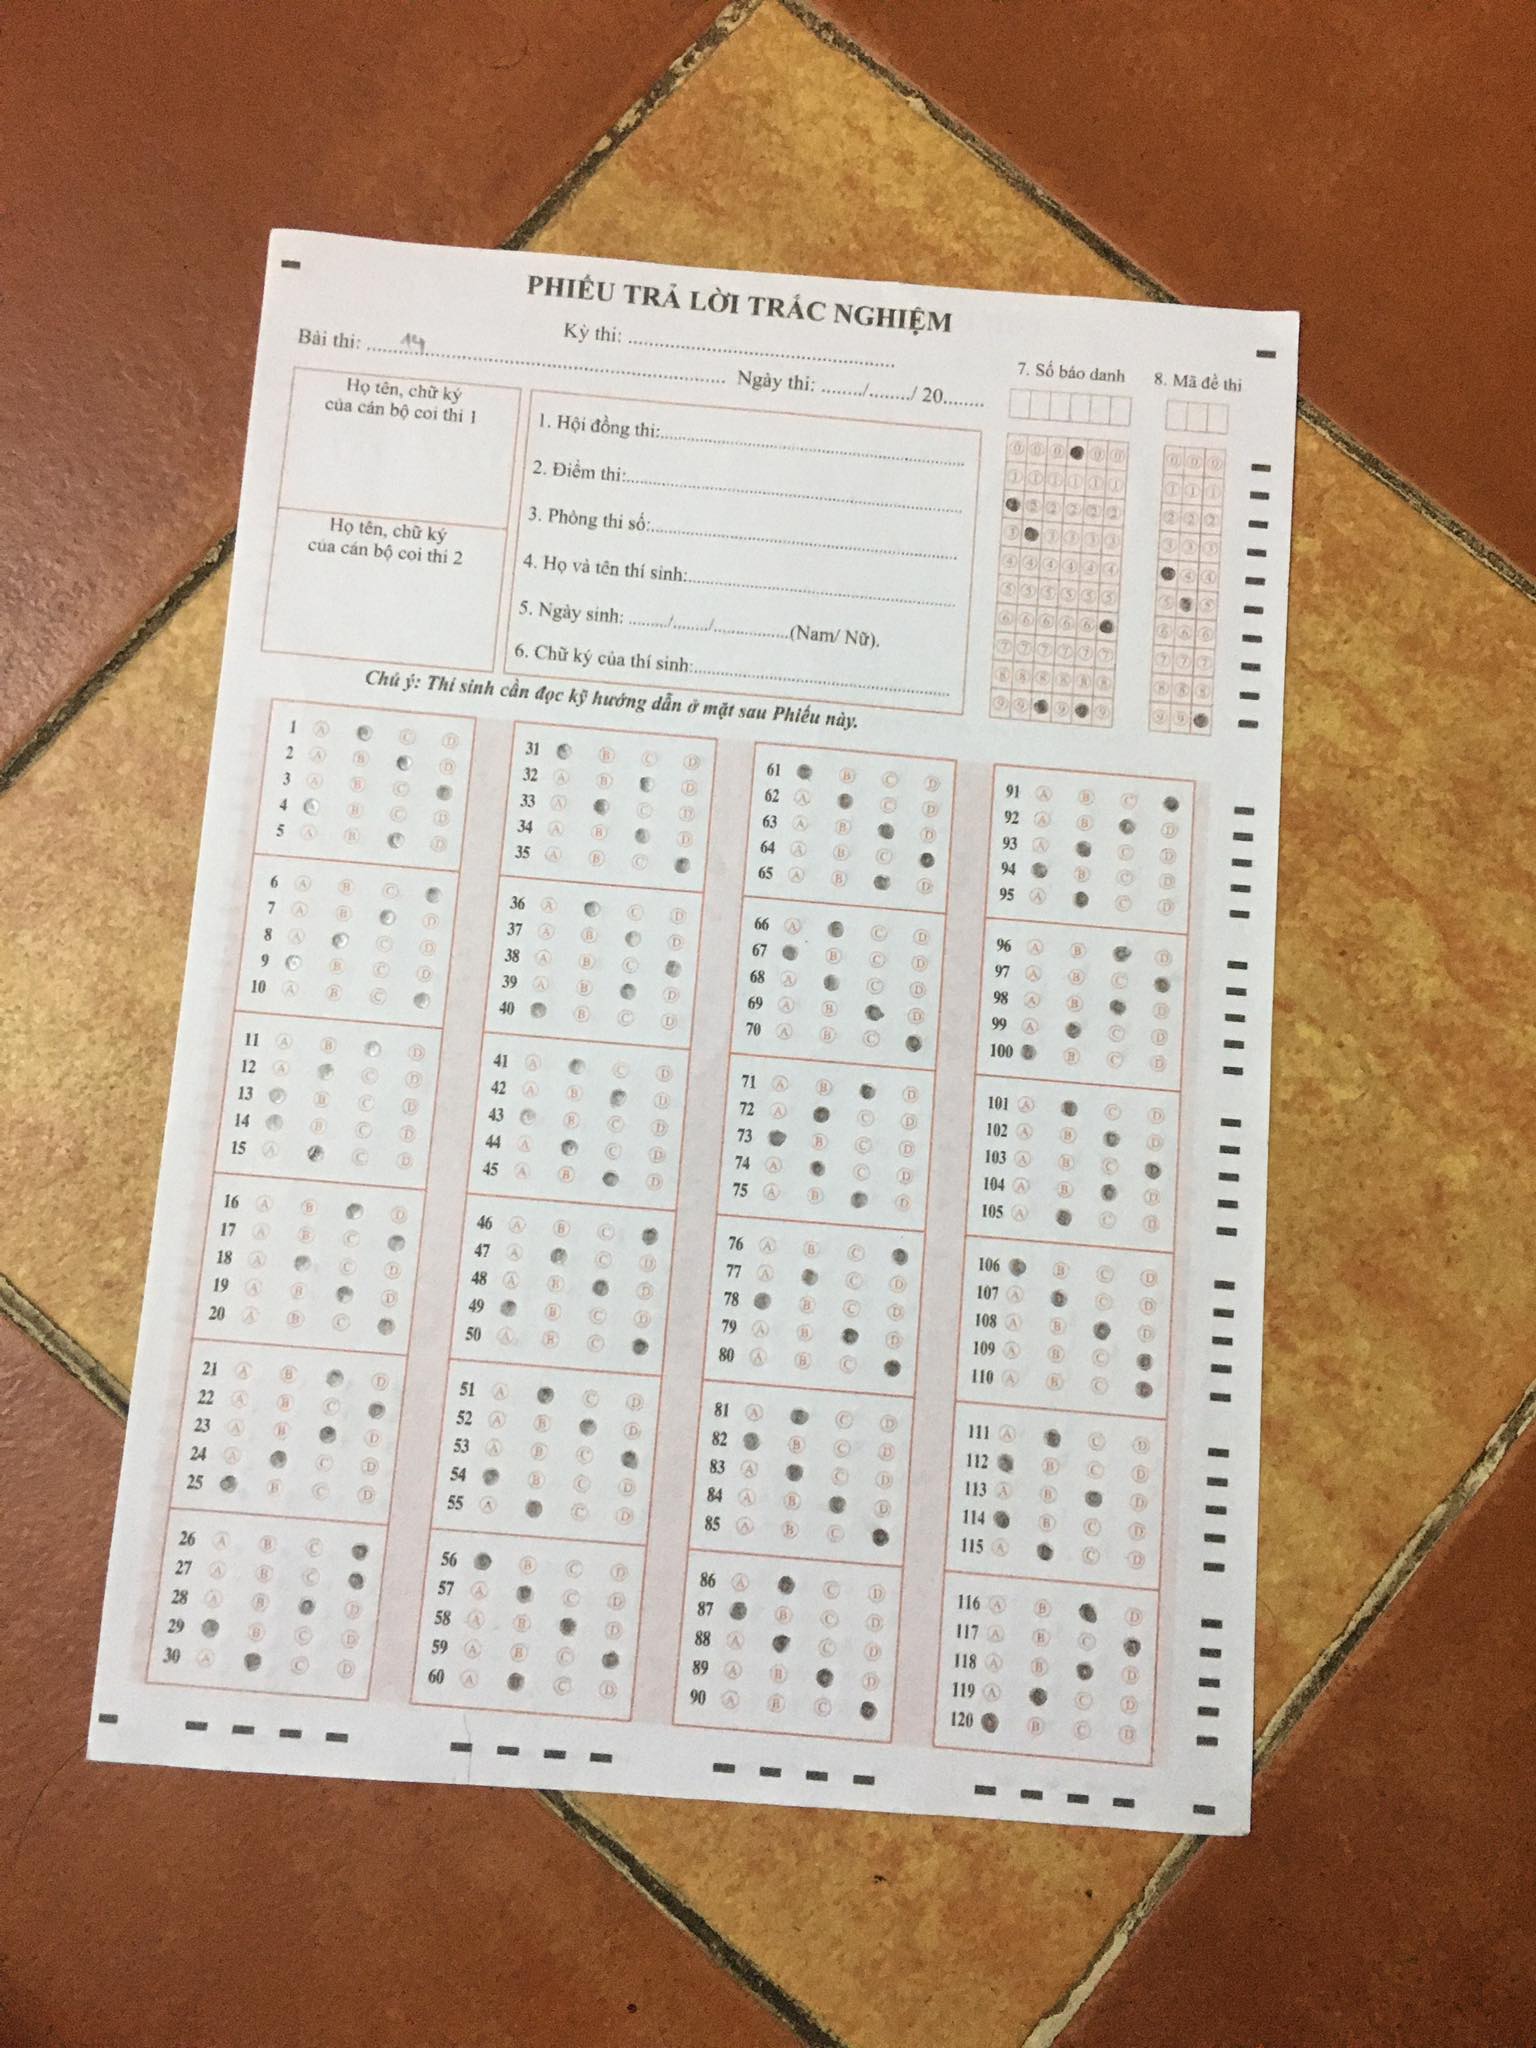 PHIẾU TRẢ LỜI TRẮC NGHIỆM
Bài thi: 14
Kỳ thi:
Ngày thi: ......./......../ 20........
7. Số báo danh
8. Mã đề thi
Họ tên, chữ ký
của cán bộ coi thi 1
Họ tên, chữ ký
của cán bộ coi thi 2
1. Hội đồng thi:
2. Điểm thi:
3. Phòng thi số:
4. Họ và tên thí sinh:
5. Ngày sinh: ......../......./...............(Nam/ Nữ).
6. Chữ ký của thí sinh:
Chú ý: Thí sinh cần đọc kỹ hướng dẫn ở mặt sau Phiếu này.
1 A C D
2 A B D
3 A B C
4 B C D
5 A B D
6 A B C
7 A B D
8 A C D
9 B C D
10 A B C
11 A B D
12 A C D
13 B C D
14 B C D
15 A C D
16 A B D
17 A B C
18 A C D
19 A B D
20 A B C
21 A B D
22 A B C
23 A B D
24 A C D
25 B C D
26 A B C
27 A B C
28 A B D
29 B C D
30 A C D
31 B C D
32 A B D
33 A C D
34 A B D
35 A B C
36 A C D
37 A B D
38 A B C
39 A B D
40 B C D
41 A C D
42 A B D
43 B C D
44 A C D
45 A B D
46 A B C
47 A C D
48 A B D
49 B C D
50 A B C
51 A C D
52 A B D
53 A B C
54 B C D
55 A C D
56 B C D
57 A C D
58 A B D
59 A B C
60 A C D
61 B C D
62 A C D
63 A B D
64 A B C
65 A B D
66 A C D
67 B C D
68 A C D
69 A B D
70 A B C
71 A B D
72 A C D
73 B C D
74 A C D
75 A B D
76 A B C
77 A C D
78 B C D
79 A B D
80 A B C
81 A C D
82 B C D
83 A C D
84 A B D
85 A B C
86 A C D
87 B C D
88 A C D
89 A B D
90 A B C
91 A B C
92 A B D
93 A C D
94 B C D
95 A C D
96 A B D
97 A B C
98 A B D
99 A C D
100 B C D
101 A C D
102 A B D
103 A B C
104 A B D
105 A C D
106 B C D
107 A C D
108 A B D
109 A B C
110 A B C
111 A C D
112 B C D
113 A B D
114 B C D
115 A C D
116 A B D
117 A B C
118 A B D
119 A C D
120 B C D